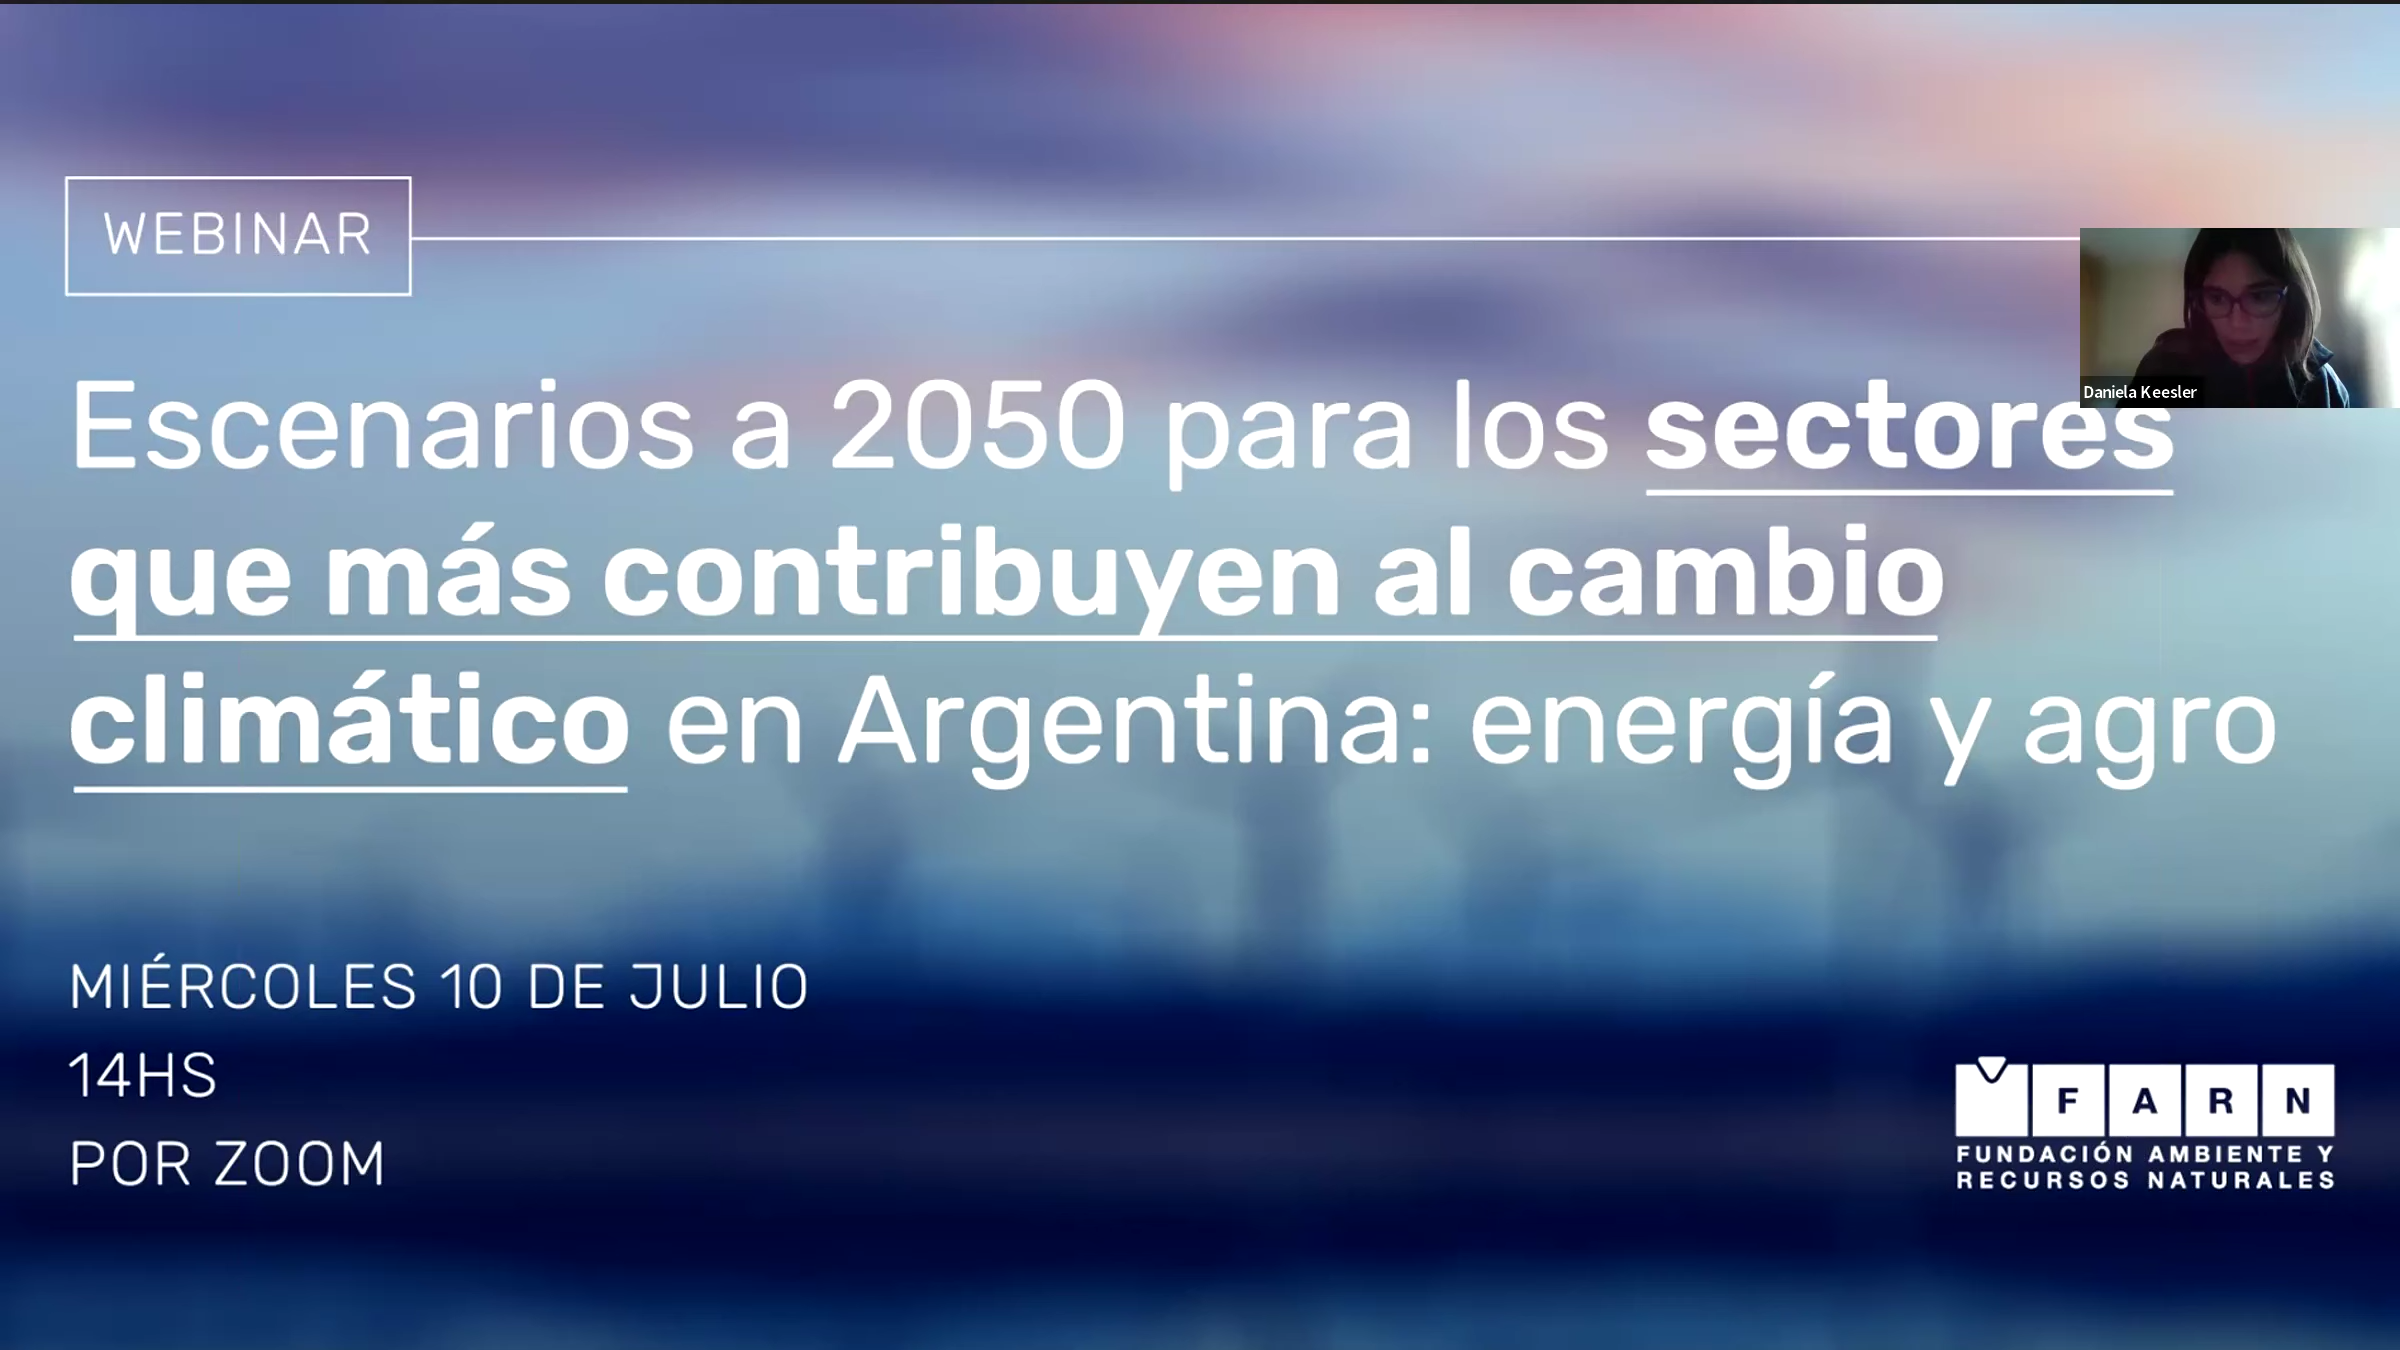 WEBINAR
Daniela Keesler
Escenarios a 2050 para los sectores
que más contribuyen al cambio
climático en Argentina: energía y agro
MIÉRCOLES 10 DE JULIO
14HS
POR ZOOM
FARN
FUNDACIÓN AMBIENTE Y
RECURSOS NATURALES